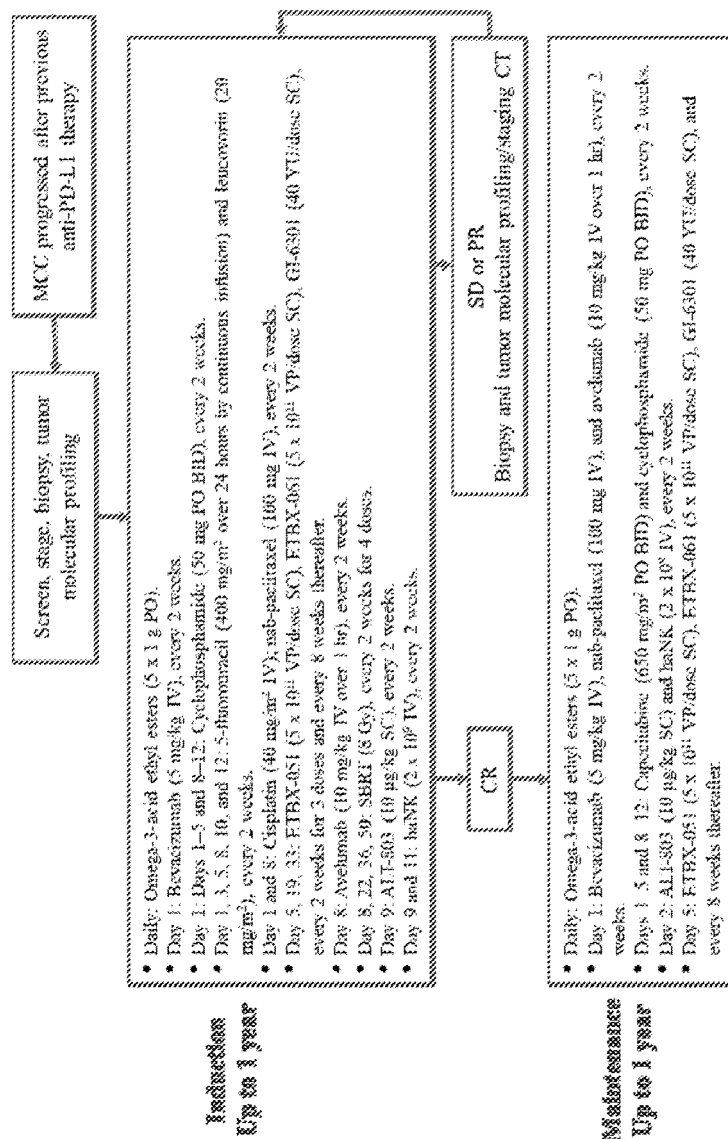 MCC progressed after previous
anti-PD-L1 therapy
Screen, stage, biopsy, tumor
molecular profiling
Induction
Up to 1 year
• Daily: Omega-3-acid ethyl esters (5 x 1 g PO).
• Day 1: Bevacizumab (5 mg/kg IV), every 2 weeks.
• Day 1: Days 1–5 and 8–12: Cyclophosphamide (50 mg PO BID), every 2 weeks.
• Day 1, 3, 5, 8, 10, and 12: 5-fluorouracil (400 mg/m² over 24 hours by continuous infusion) and leucovorin (20
mg/m²), every 2 weeks.
• Day 1 and 8: Cisplatin (40 mg/m² IV); nab-paclitaxel (100 mg IV), every 2 weeks.
• Day 5, 19, 33: ETBX-051 (5 x 10¹¹ VP/dose SC), ETBX-051 (5 x 10¹¹ VP/dose SC), GI-6301 (40 YU/dose SC),
every 2 weeks for 3 doses and every 8 weeks thereafter.
• Day 8: Avelumab (10 mg/kg IV over 1 hr), every 2 weeks.
• Day 8, 22, 36, 50: SBRT (8 Gy), every 2 weeks for 4 doses.
• Day 9: ALT-803 (10 µg/kg SC), every 2 weeks.
• Day 9 and 11: haNK (2 x 10⁹ IV), every 2 weeks.
CR
SD or PR
Biopsy and tumor molecular profiling/staging CT
Maintenance
Up to 1 year
• Daily: Omega-3-acid ethyl esters (5 x 1 g PO).
• Day 1: Bevacizumab (5 mg/kg IV), nab-paclitaxel (100 mg IV), and avelumab (10 mg/kg IV over 1 hr), every 2
weeks.
• Days 1–5 and 8–12: Capecitabine (650 mg/m² PO BID) and cyclophosphamide (50 mg PO BID), every 2 weeks.
• Day 2: ALT-803 (10 µg/kg SC) and haNK (2 x 10⁹ IV), every 2 weeks.
• Day 5: ETBX-051 (5 x 10¹¹ VP/dose SC), ETBX-061 (5 x 10¹¹ VP/dose SC), GI-6301 (40 YU/dose SC), and
every 8 weeks thereafter.